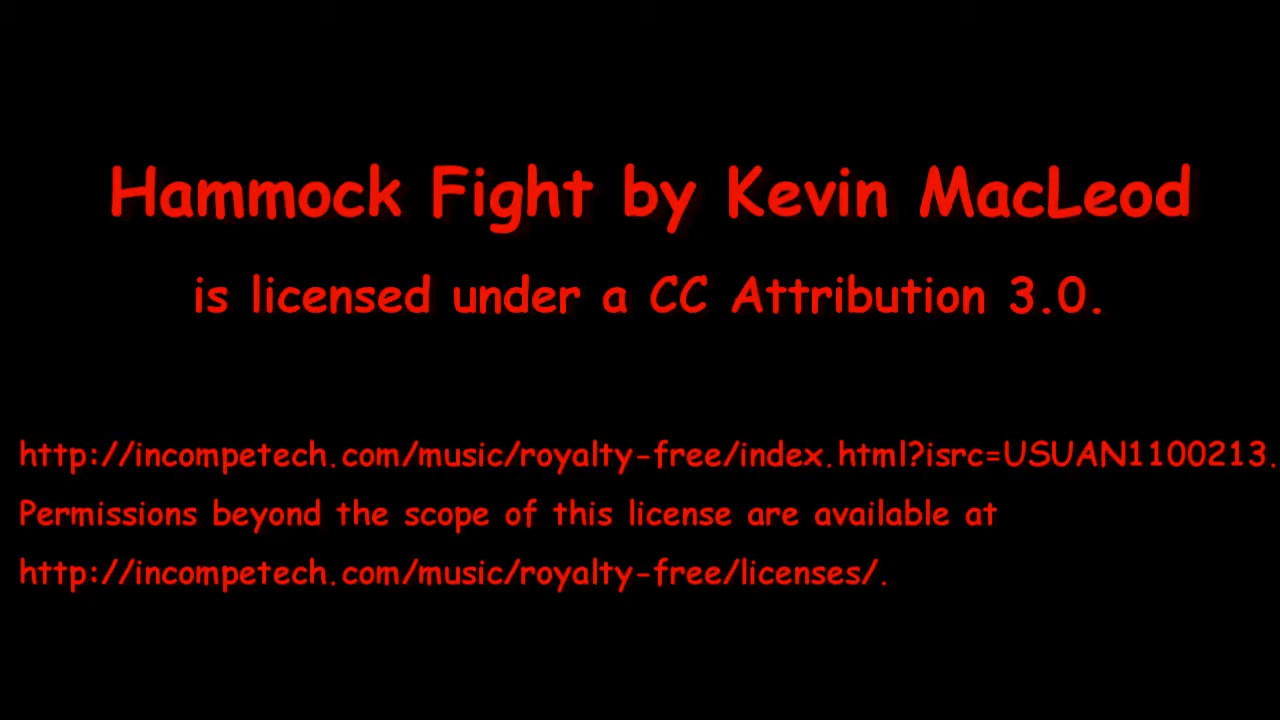 Hammock Fight by Kevin MacLeod
is licensed under a CC Attribution 3.0.
http://incompetech.com/music/royalty-free/index.html?isrc=USUAN1100213.
Permissions beyond the scope of this license are available at
http://incompetech.com/music/royalty-free/licenses/.